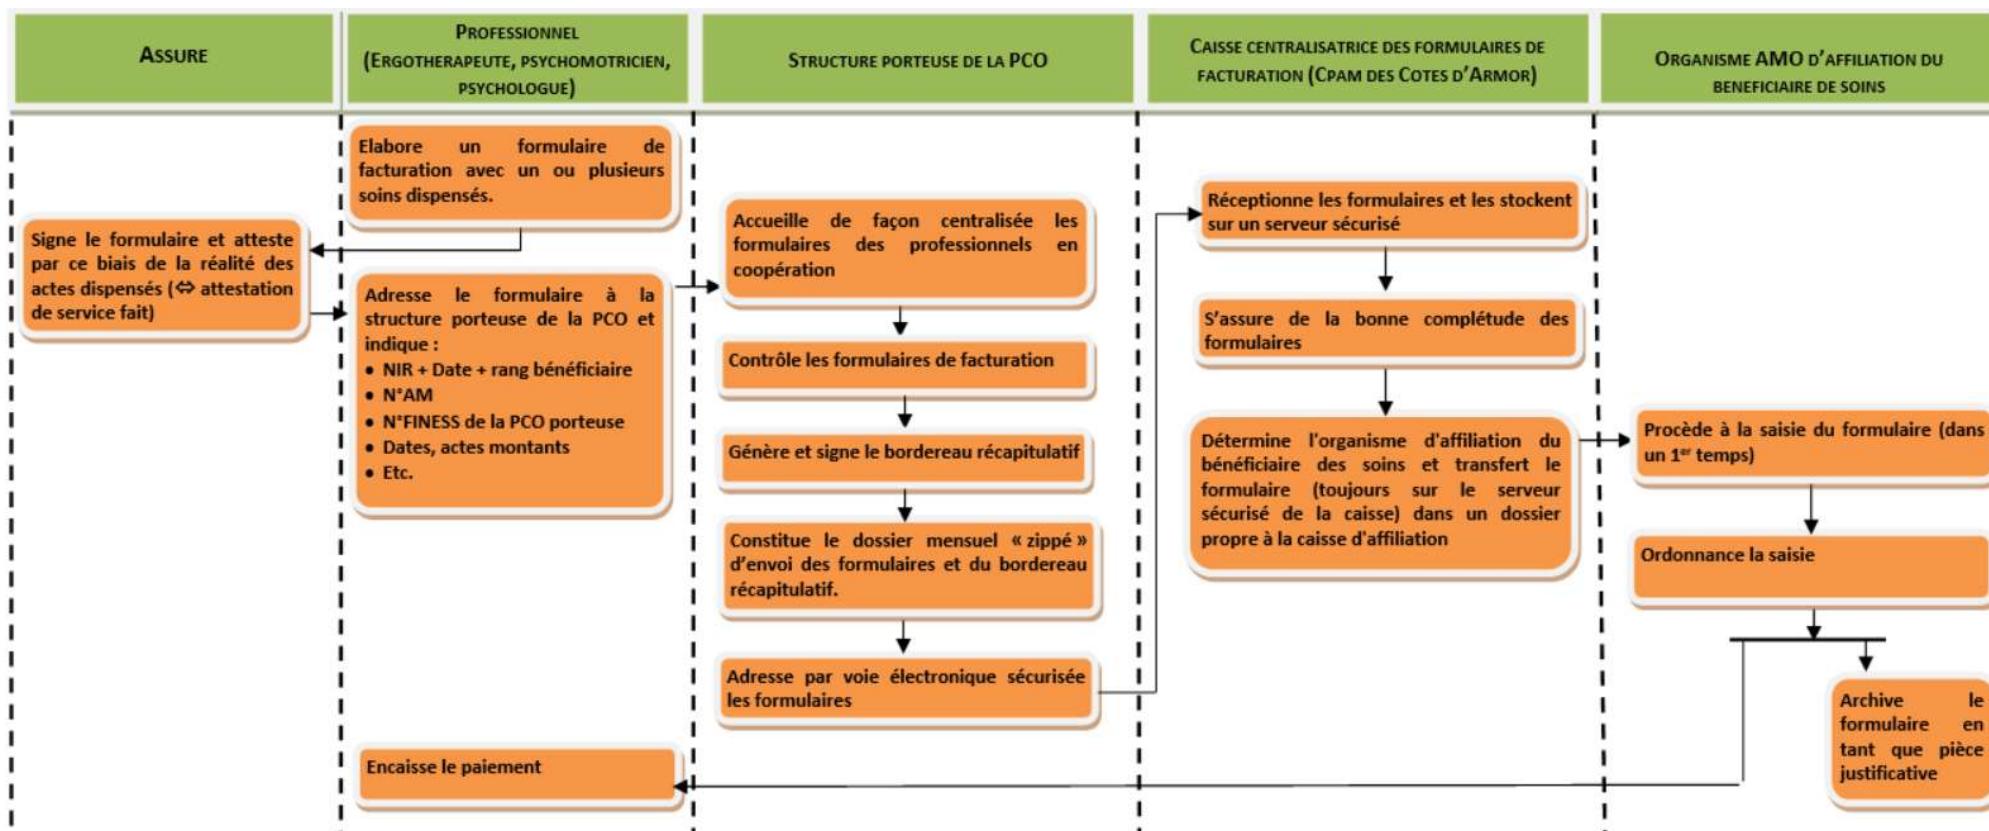 ASSURE
PROFESSIONNEL
(ERGOTHERAPEUTE, PSYCHOMOTRICIEN,
PSYCHOLOGUE)
STRUCTURE PORTEUSE DE LA PCO
CAISSE CENTRALISATRICE DES FORMULAIRES DE
FACTURATION (CPAM DES COTES D’ARMOR)
ORGANISME AMO D’AFFILIATION DU
BENEFICIAIRE DE SOINS
Elabore un formulaire de
facturation avec un ou plusieurs
soins dispensés.
Signe le formulaire et atteste
par ce biais de la réalité des
actes dispensés (⇔ attestation
de service fait)
Adresse le formulaire à la
structure porteuse de la PCO et
indique :
• NIR + Date + rang bénéficiaire
• N°AM
• N°FINESS de la PCO porteuse
• Dates, actes montants
• Etc.
Encaisse le paiement
Accueille de façon centralisée les
formulaires des professionnels en
coopération
Contrôle les formulaires de facturation
Génère et signe le bordereau récapitulatif
Constitue le dossier mensuel « zippé »
d’envoi des formulaires et du bordereau
récapitulatif.
Adresse par voie électronique sécurisée
les formulaires
Réceptionne les formulaires et les stockent
sur un serveur sécurisé
S’assure de la bonne complétude des
formulaires
Détermine l'organisme d'affiliation du
bénéficiaire des soins et transfert le
formulaire (toujours sur le serveur
sécurisé de la caisse) dans un dossier
propre à la caisse d'affiliation
Procède à la saisie du formulaire (dans
un 1er temps)
Ordonnance la saisie
Archive le
formulaire en
tant que pièce
justificative